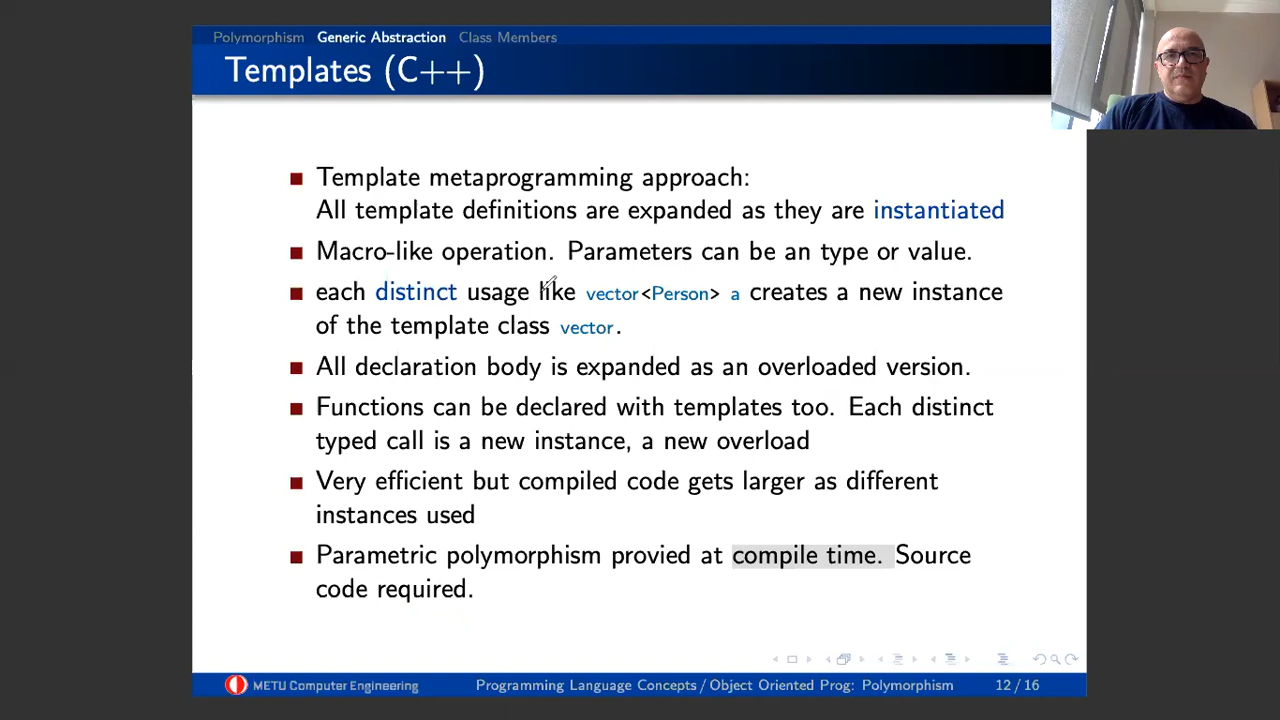 Polymorphism Generic Abstraction Class Members
Templates (C++)
Template metaprogramming approach:
All template definitions are expanded as they are instantiated
Macro-like operation. Parameters can be an type or value.
each distinct usage like vector<Person> a creates a new instance
of the template class vector.
All declaration body is expanded as an overloaded version.
Functions can be declared with templates too. Each distinct
typed call is a new instance, a new overload
Very efficient but compiled code gets larger as different
instances used
Parametric polymorphism provied at compile time. Source
code required.
METU Computer Engineering Programming Language Concepts/Object Oriented Prog: Polymorphism 12/16